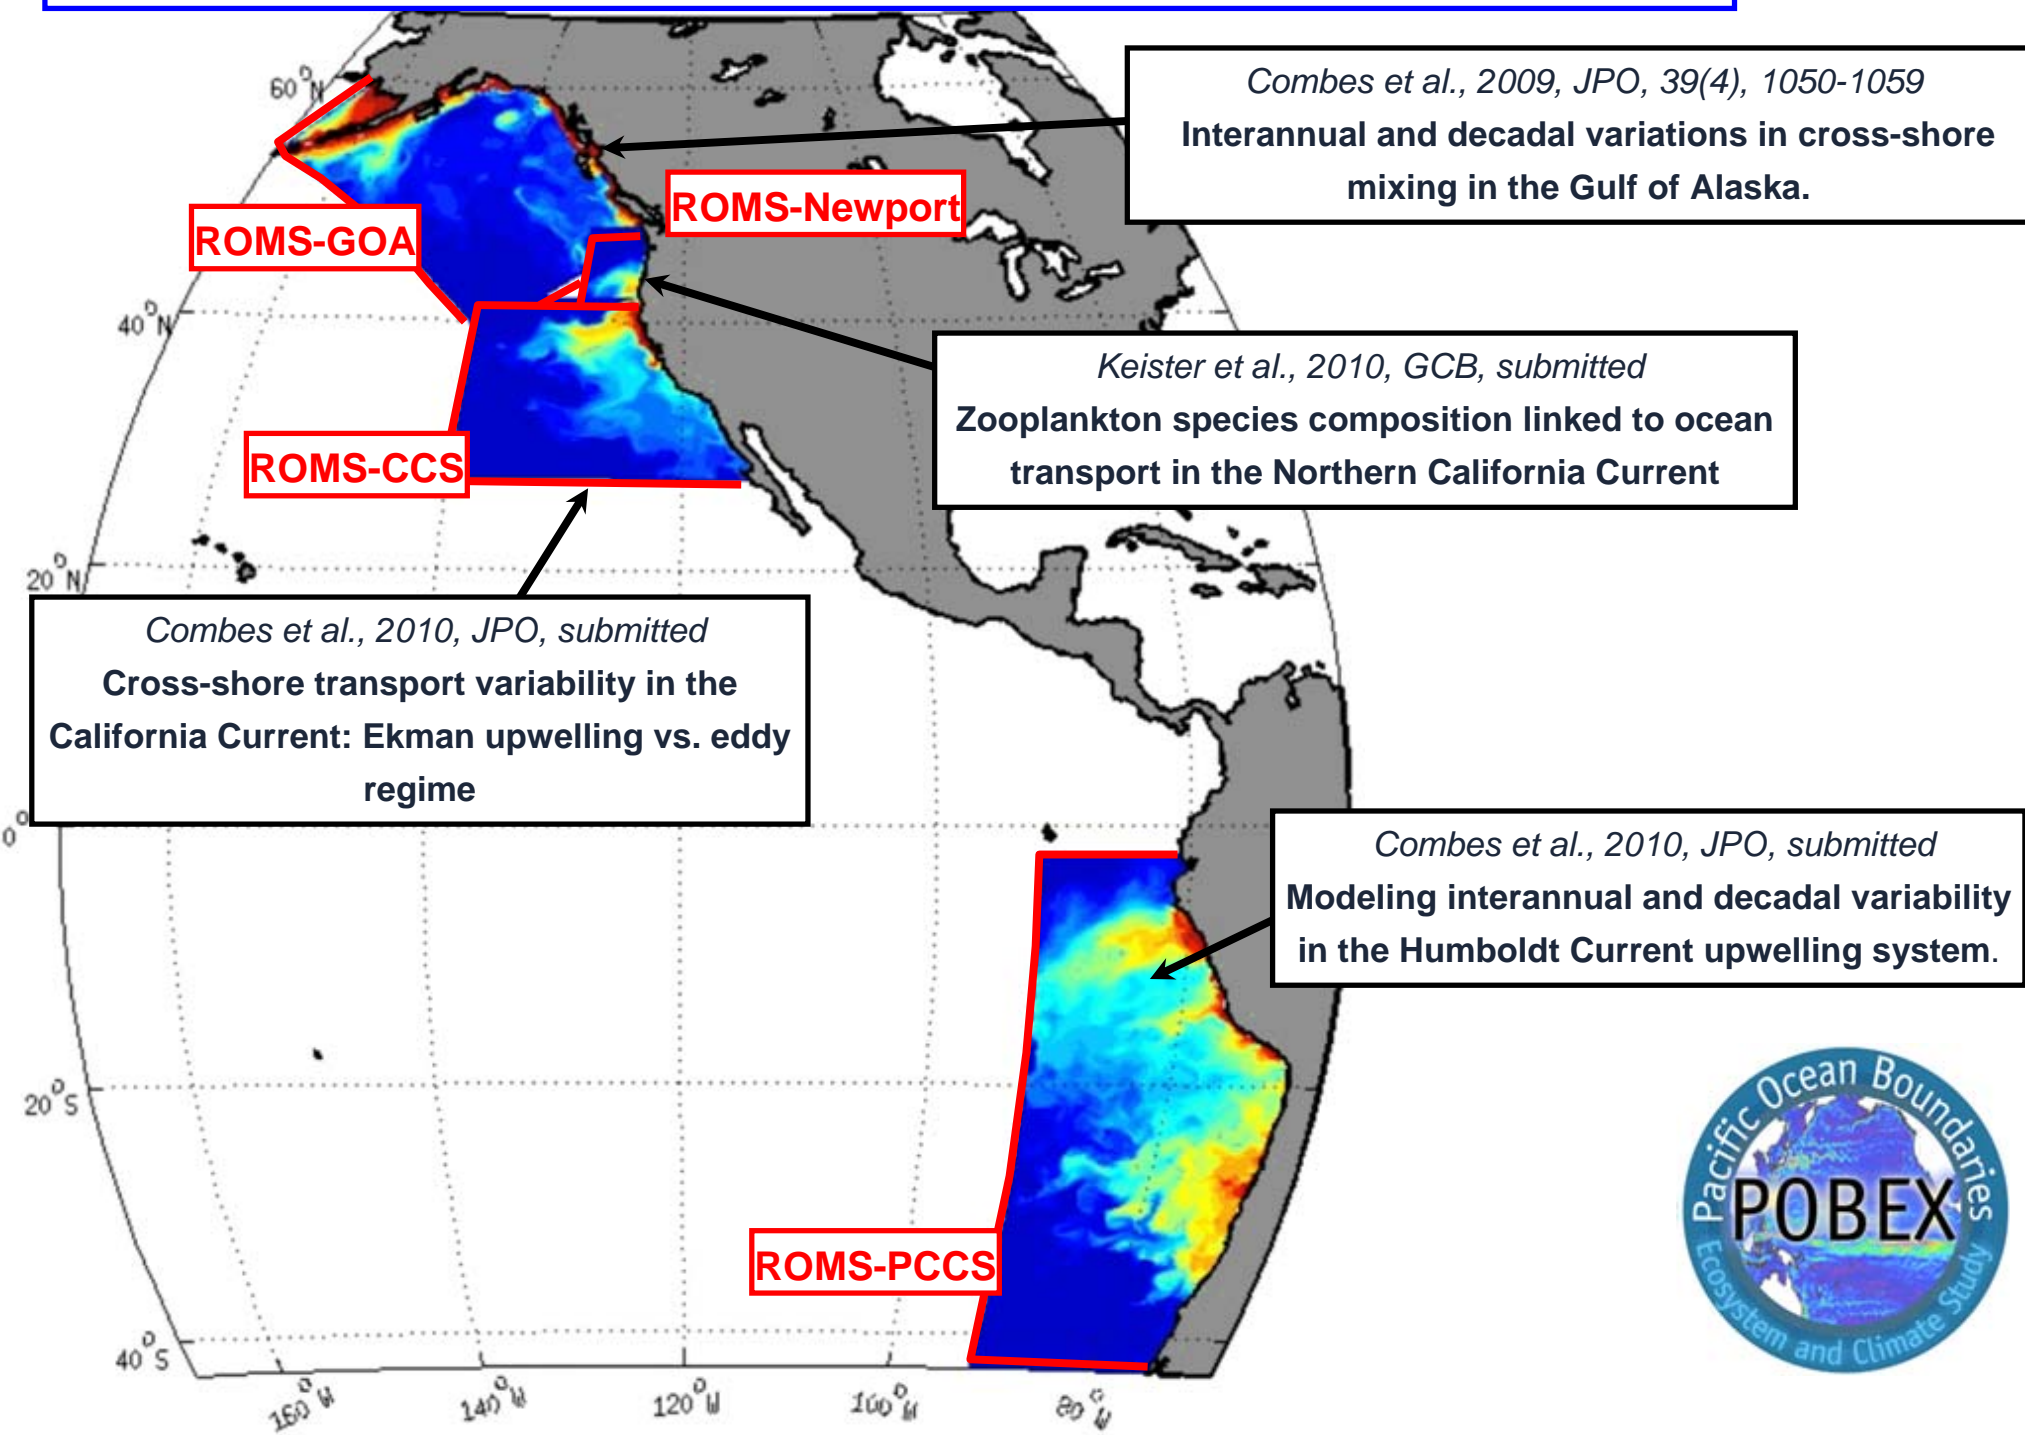 Combes et al., 2009, JPO, 39(4), 1050-1059
Interannual and decadal variations in cross-shore
mixing in the Gulf of Alaska.
60°N
ROMS-Newport
ROMS-GOA
40°N
Keister et al., 2010, GCB, submitted
Zooplankton species composition linked to ocean
transport in the Northern California Current
ROMS-CCS
20°N
Combes et al., 2010, JPO, submitted
Cross-shore transport variability in the
California Current: Ekman upwelling vs. eddy
regime
0°
Combes et al., 2010, JPO, submitted
Modeling interannual and decadal variability
in the Humboldt Current upwelling system.
20°S
Pacific Ocean Boundaries
POBEX
Ecosystem and Climate Study
ROMS-PCCS
40°S
160°W
140°W
120°W
100°W
80°W